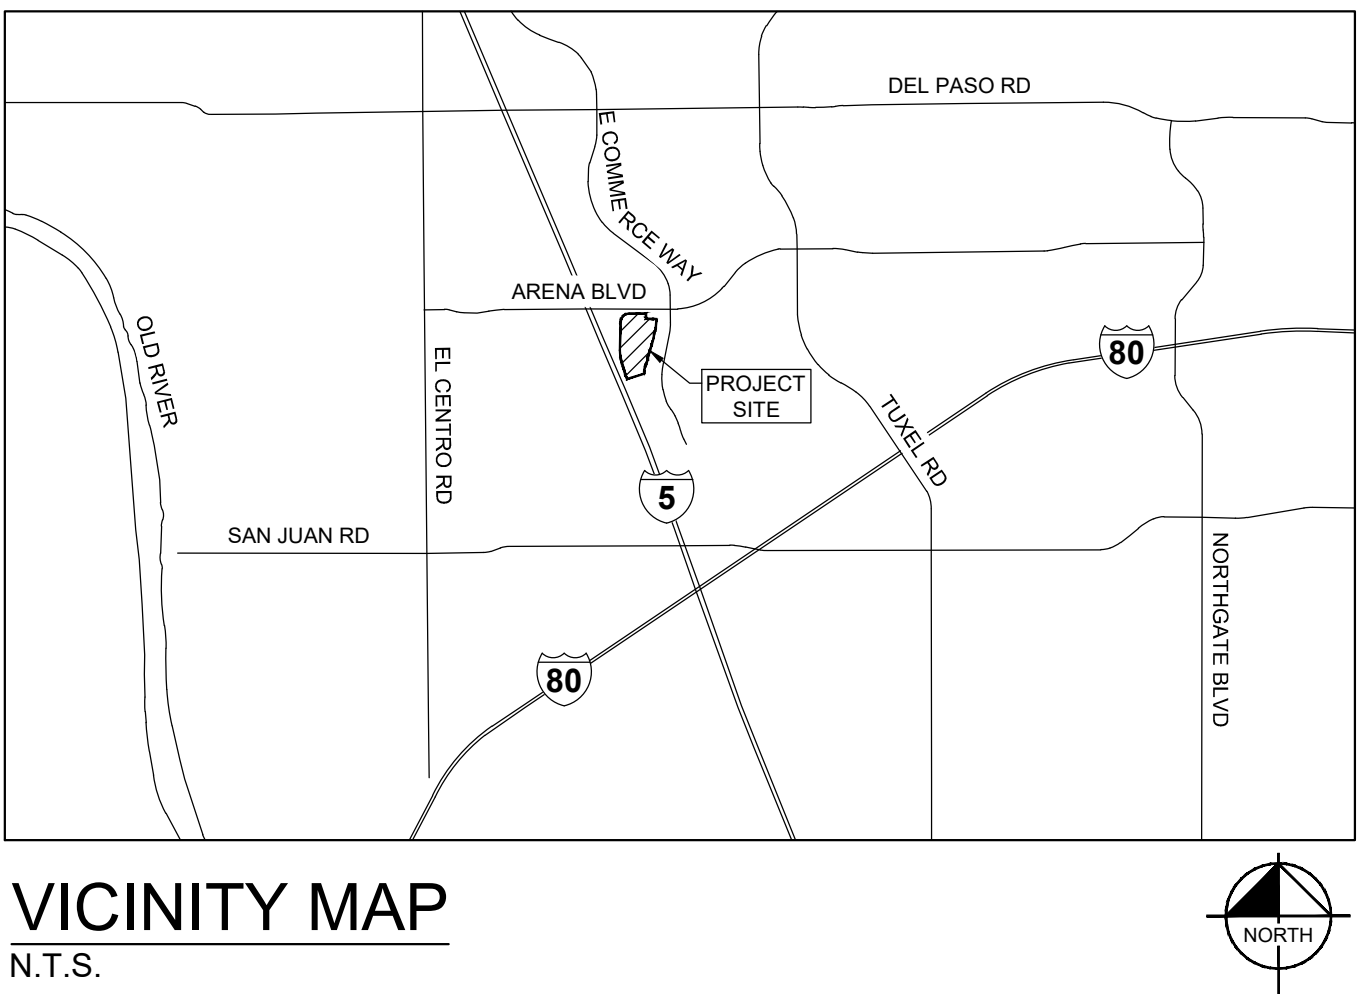 DEL PASO RD
E COMMERCE WAY
ARENA BLVD
OLD RIVER
EL CENTRO RD
80
PROJECT
SITE
TUXEL RD
5
SAN JUAN RD
NORTHGATE BLVD
80
VICINITY MAP
N.T.S.
NORTH